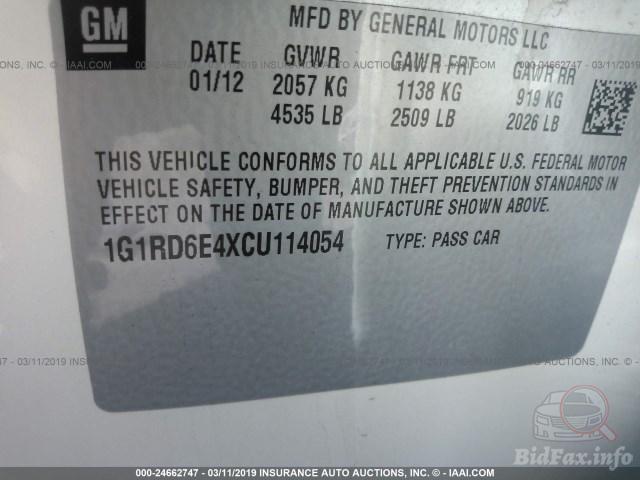 GM
MFD BY GENERAL MOTORS LLC
DATE GVWR GAWR FRT GAWR RR
01/12 2057 KG 1138 KG 919 KG
4535 LB 2509 LB 2026 LB
THIS VEHICLE CONFORMS TO ALL APPLICABLE U.S. FEDERAL MOTOR
VEHICLE SAFETY, BUMPER, AND THEFT PREVENTION STANDARDS IN
EFFECT ON THE DATE OF MANUFACTURE SHOWN ABOVE.
1G1RD6E4XCU114054 TYPE: PASS CAR
BidFax.info
000-24662747 - 03/11/2019 INSURANCE AUTO AUCTIONS, INC. - IAAI.COM